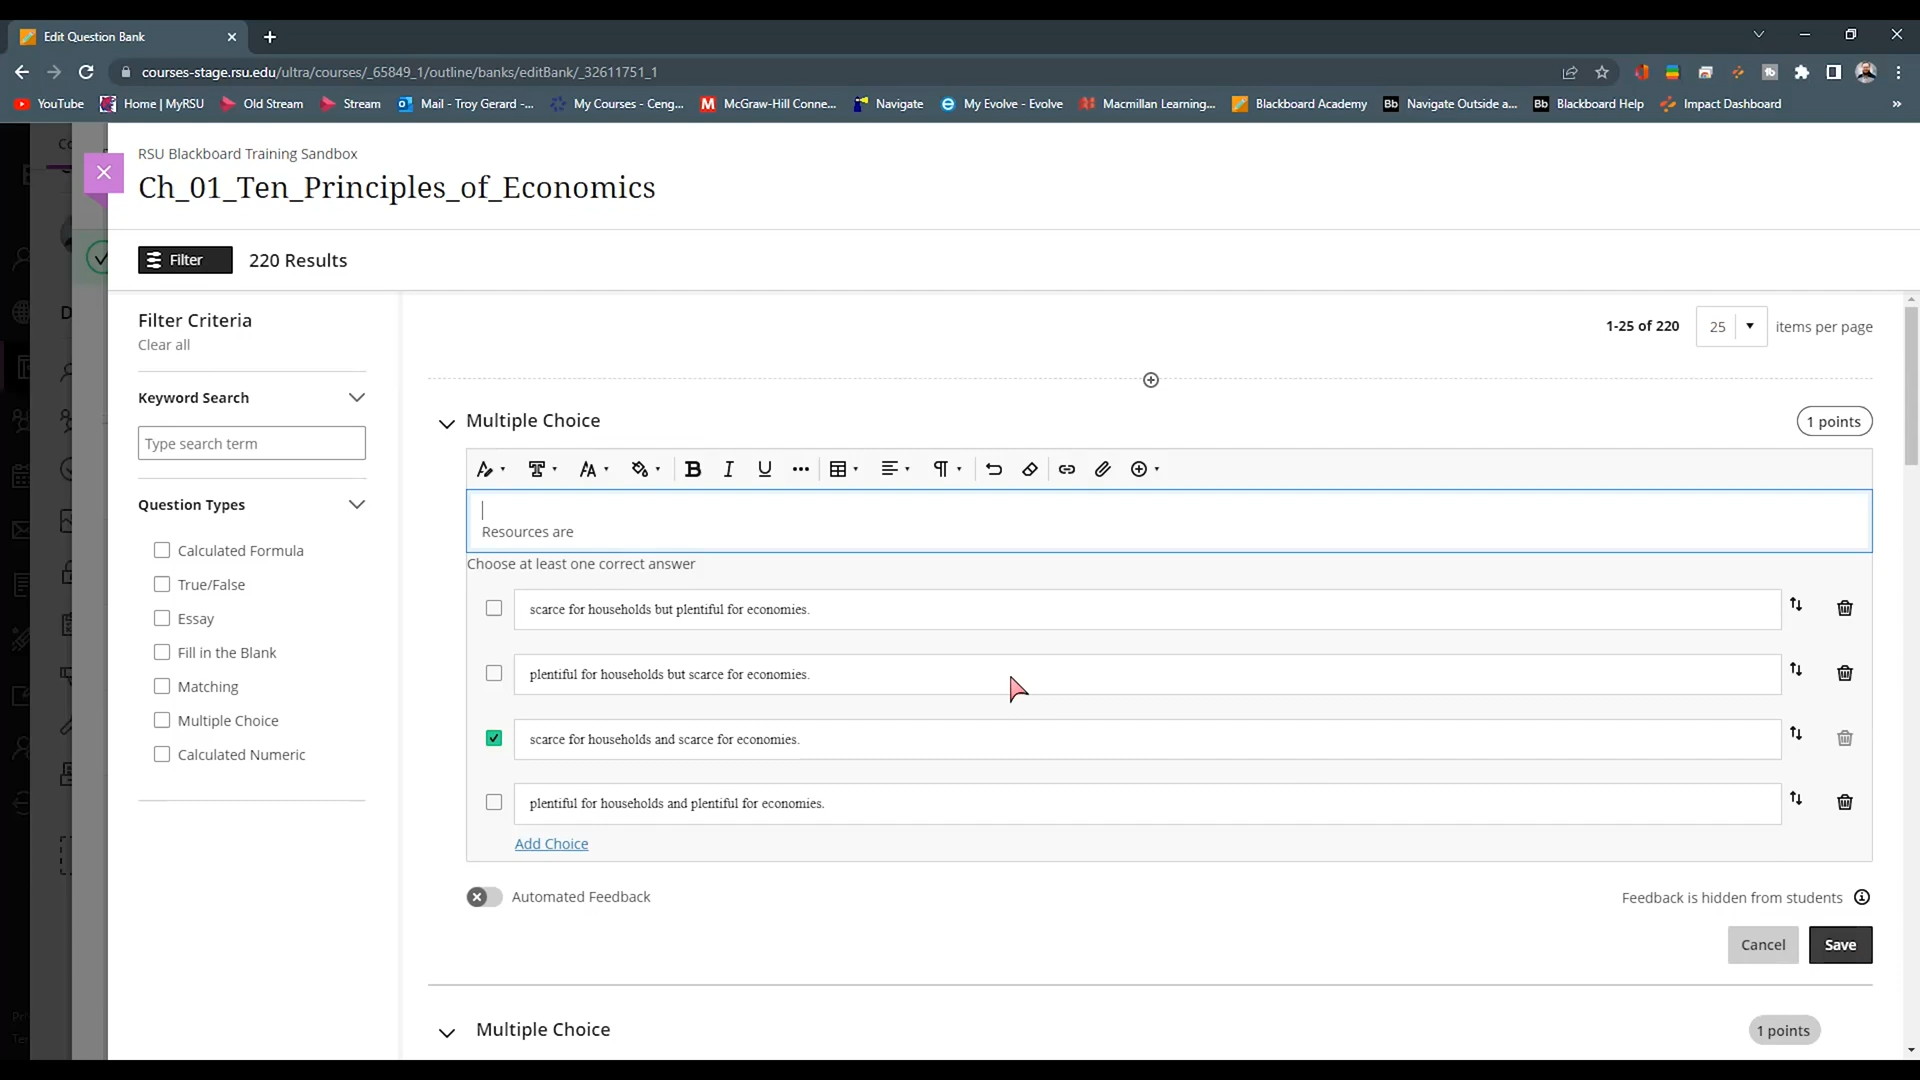 Edit Question Bank
courses-stage.rsu.edu/ultra/courses/_65849_1/outline/banks/editBank/_32611751_1
YouTube Home | MyRSU Old Stream Stream Mail - Troy Gerard -... My Courses - Ceng... McGraw-Hill Conne... Navigate My Evolve - Evolve Macmillan Learning... Blackboard Academy Bb Navigate Outside a... Bb Blackboard Help Impact Dashboard »
RSU Blackboard Training Sandbox
Ch_01_Ten_Principles_of_Economics
Filter 220 Results
Filter Criteria
Clear all
1-25 of 220 25 items per page
Keyword Search
Type search term
Question Types
Calculated Formula
True/False
Essay
Fill in the Blank
Matching
Multiple Choice
Calculated Numeric
Multiple Choice 1 points
Resources are
Choose at least one correct answer
scarce for households but plentiful for economies.
plentiful for households but scarce for economies.
scarce for households and scarce for economies.
plentiful for households and plentiful for economies.
Add Choice
Automated Feedback Feedback is hidden from students
Cancel Save
Multiple Choice 1 points